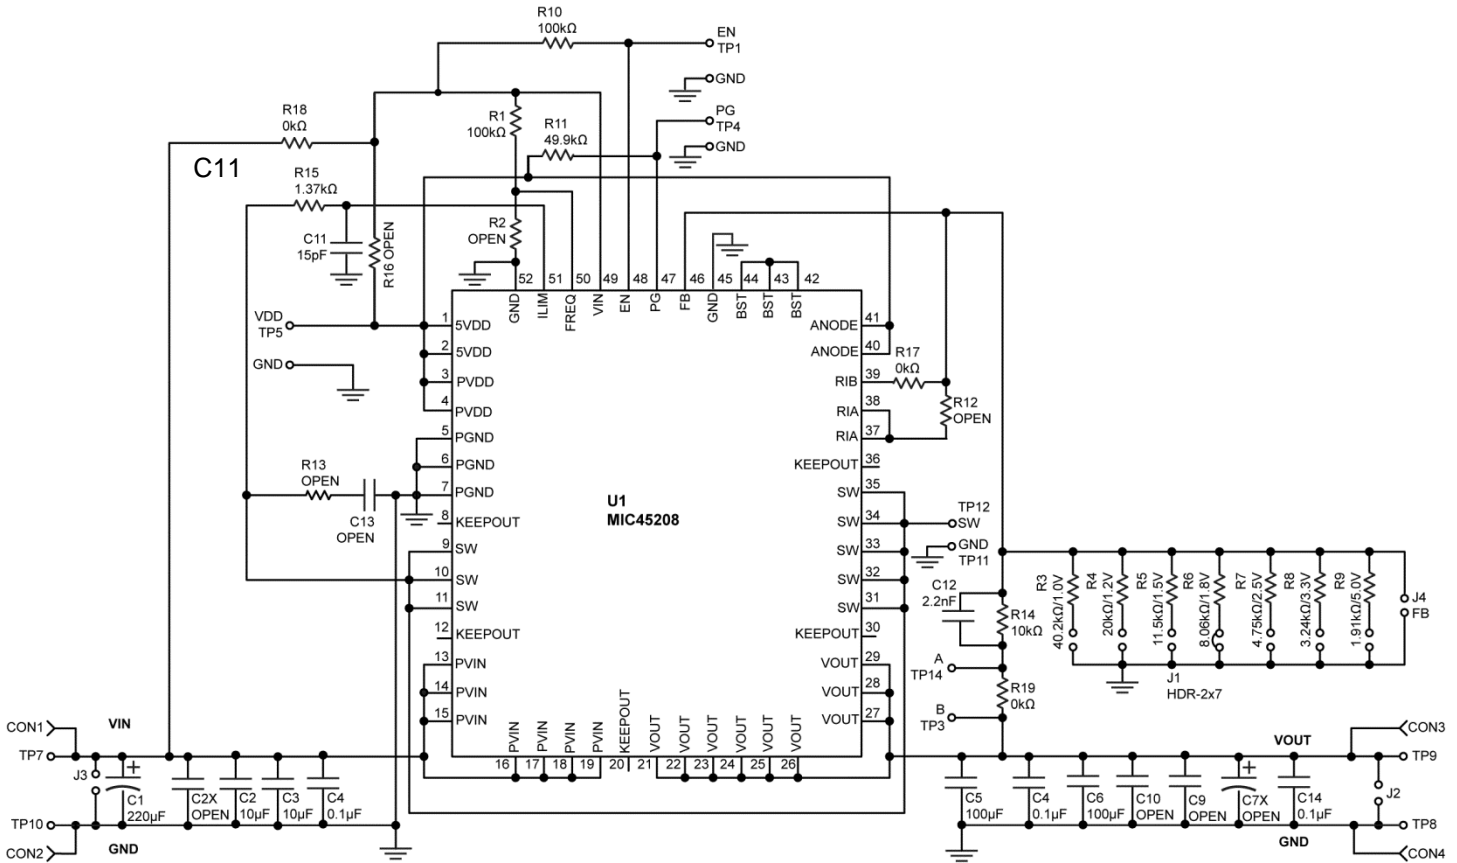 R10
100kΩ
EN
TP1
GND
R18
0kΩ
R1
100kΩ
R11
49.9kΩ
PG
TP4
GND
C11
R15
1.37kΩ
C11
15pF
R16 OPEN
R2
OPEN
52 51 50 49 48 47 46 45 44 43 42
GND ILIM FREQ VIN EN PG FB GND BST BST BST
VDD
TP5
GND
1 5VDD
2 5VDD
3 PVDD
4 PVDD
5 PGND
6 PGND
7 PGND
8 KEEPOUT
9 SW
10 SW
11 SW
12 KEEPOUT
13 PVIN
14 PVIN
15 PVIN
R13
OPEN
C13
OPEN
U1
MIC45208
ANODE 41
ANODE 40
RIB 39
RIA 38
RIA 37
KEEPOUT 36
SW 35
SW 34
SW 33
SW 32
SW 31
KEEPOUT 30
VOUT 29
VOUT 28
VOUT 27
R17
0kΩ
R12
OPEN
TP12
SW
GND
TP11
C12
2.2nF
R14
10kΩ
A
TP14
R19
0kΩ
B
TP3
R3
40.2kΩ/1.0V
R4
20kΩ/1.2V
R5
11.5kΩ/1.5V
R6
8.06kΩ/1.8V
R7
4.75kΩ/2.5V
R8
3.24kΩ/3.3V
R9
1.91kΩ/5.0V
J4
FB
J1
HDR-2x7
PVIN PVIN PVIN PVIN KEEPOUT VOUT VOUT VOUT VOUT VOUT VOUT
16 17 18 19 20 21 22 23 24 25 26
CON1
VIN
TP7
J3
C1
220µF
C2X
OPEN
C2
10µF
C3
10µF
C4
0.1µF
TP10
CON2
GND
VOUT
CON3
TP9
C5
100µF
C4
0.1µF
C6
100µF
C10
OPEN
C9
OPEN
C7X
OPEN
C14
0.1µF
J2
TP8
GND
CON4